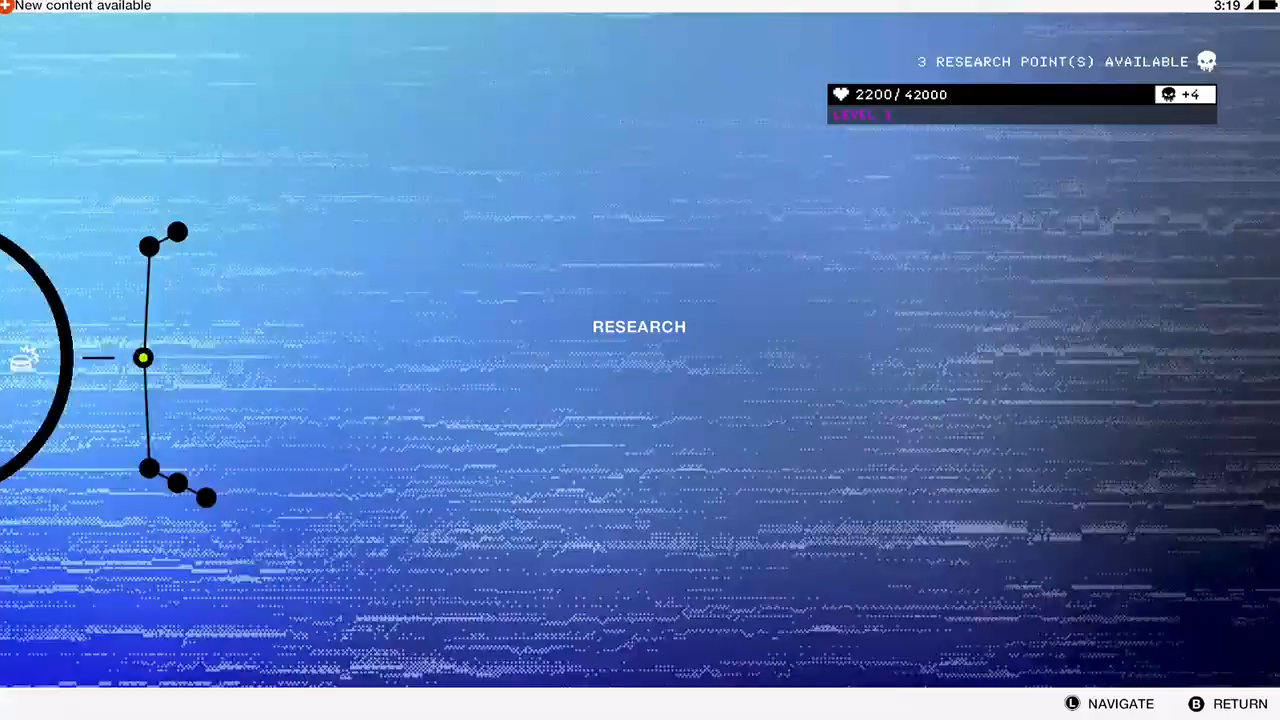 New content available
3:19
3 RESEARCH POINT(S) AVAILABLE
2200/ 42000
+4
LEVEL 1
RESEARCH
L NAVIGATE
B RETURN